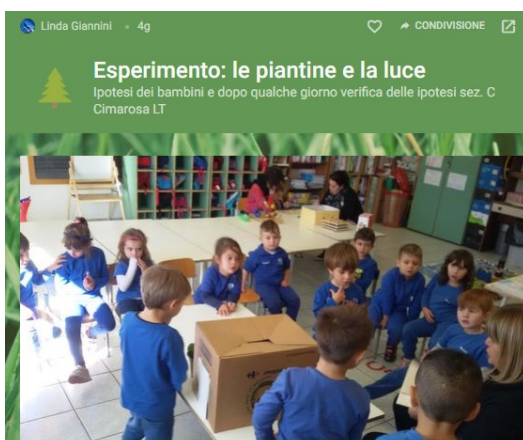 Linda Giannini • 4g
CONDIVISIONE
Esperimento: le piantine e la luce
Ipotesi dei bambini e dopo qualche giorno verifica delle ipotesi sez. C
Cimarosa LT